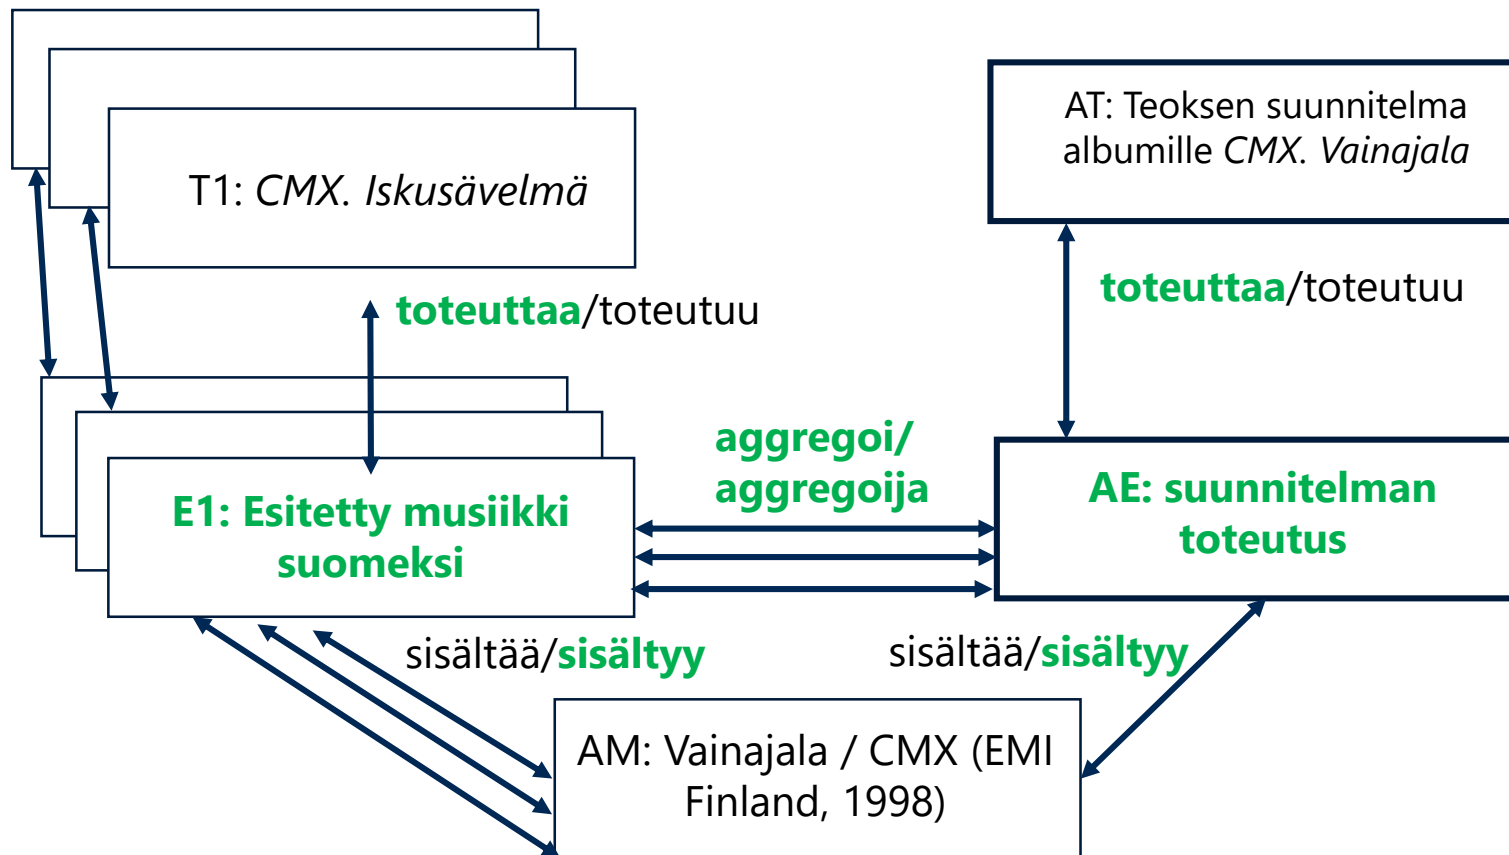 T1: CMX. Iskusävelmä
AT: Teoksen suunnitelma
albumille CMX. Vainajala
toteuttaa/toteutuu
toteuttaa/toteutuu
aggregoi/
aggregoija
E1: Esitetty musiikki
suomeksi
AE: suunnitelman
toteutus
sisältää/sisältyy
sisältää/sisältyy
AM: Vainajala / CMX (EMI
Finland, 1998)